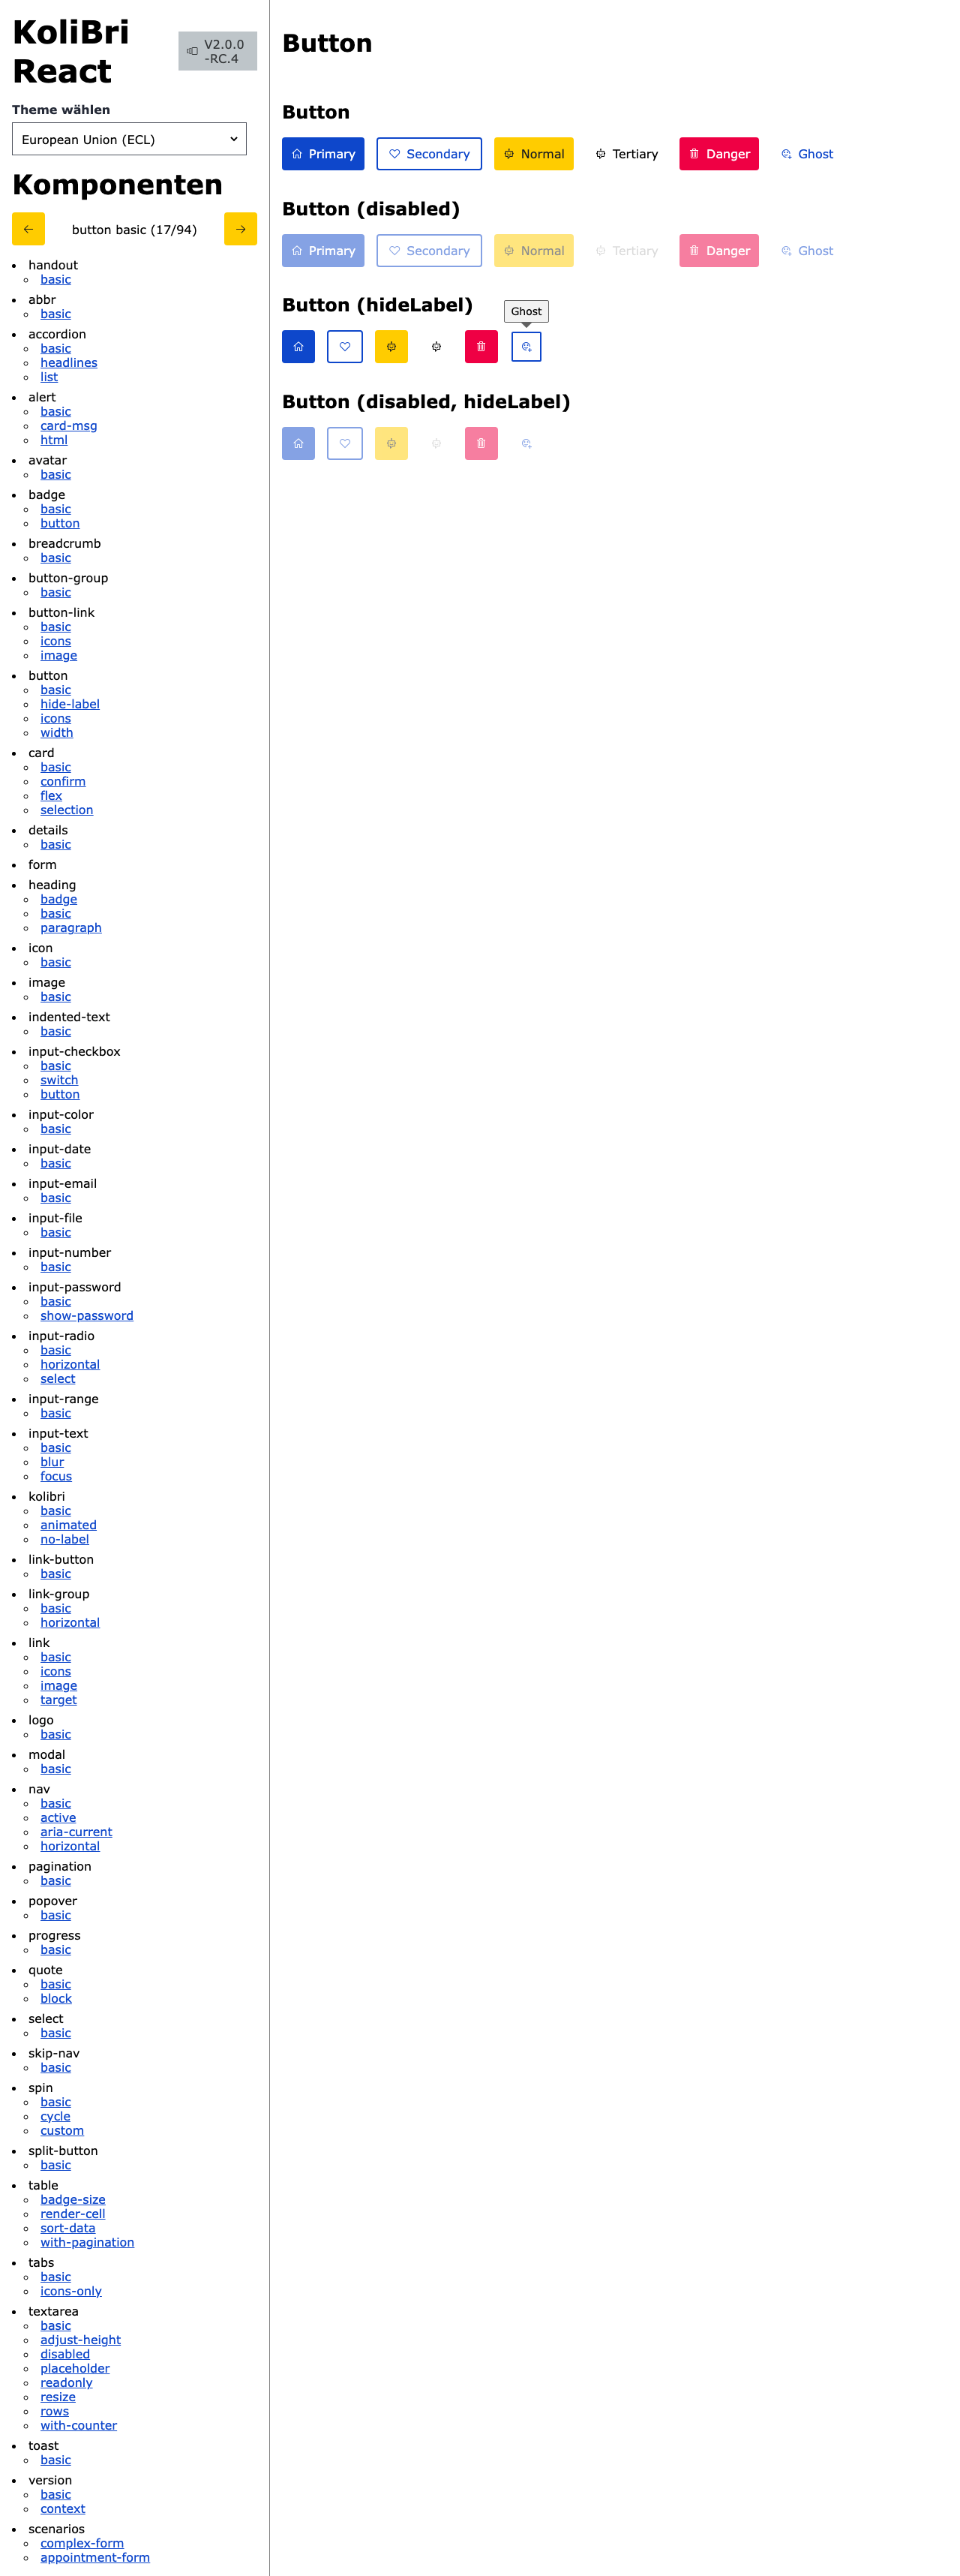 KoliBri
React
V2.0.0
-RC.4
Theme wählen
European Union (ECL)
Komponenten
button basic (17/94)
handout
basic
abbr
basic
accordion
basic
headlines
list
alert
basic
card-msg
html
avatar
basic
badge
basic
button
breadcrumb
basic
button-group
basic
button-link
basic
icons
image
button
basic
hide-label
icons
width
card
basic
confirm
flex
selection
details
basic
form
heading
badge
basic
paragraph
icon
basic
image
basic
indented-text
basic
input-checkbox
basic
switch
button
input-color
basic
input-date
basic
input-email
basic
input-file
basic
input-number
basic
input-password
basic
show-password
input-radio
basic
horizontal
select
input-range
basic
input-text
basic
blur
focus
kolibri
basic
animated
no-label
link-button
basic
link-group
basic
horizontal
link
basic
icons
image
target
logo
basic
modal
basic
nav
basic
active
aria-current
horizontal
pagination
basic
popover
basic
progress
basic
quote
basic
block
select
basic
skip-nav
basic
spin
basic
cycle
custom
split-button
basic
table
badge-size
render-cell
sort-data
with-pagination
tabs
basic
icons-only
textarea
basic
adjust-height
disabled
placeholder
readonly
resize
rows
with-counter
toast
basic
version
basic
context
scenarios
complex-form
appointment-form
Button
Button
Primary Secondary Normal Tertiary Danger Ghost
Button (disabled)
Primary Secondary Normal Tertiary Danger Ghost
Button (hideLabel)
Ghost
Button (disabled, hideLabel)